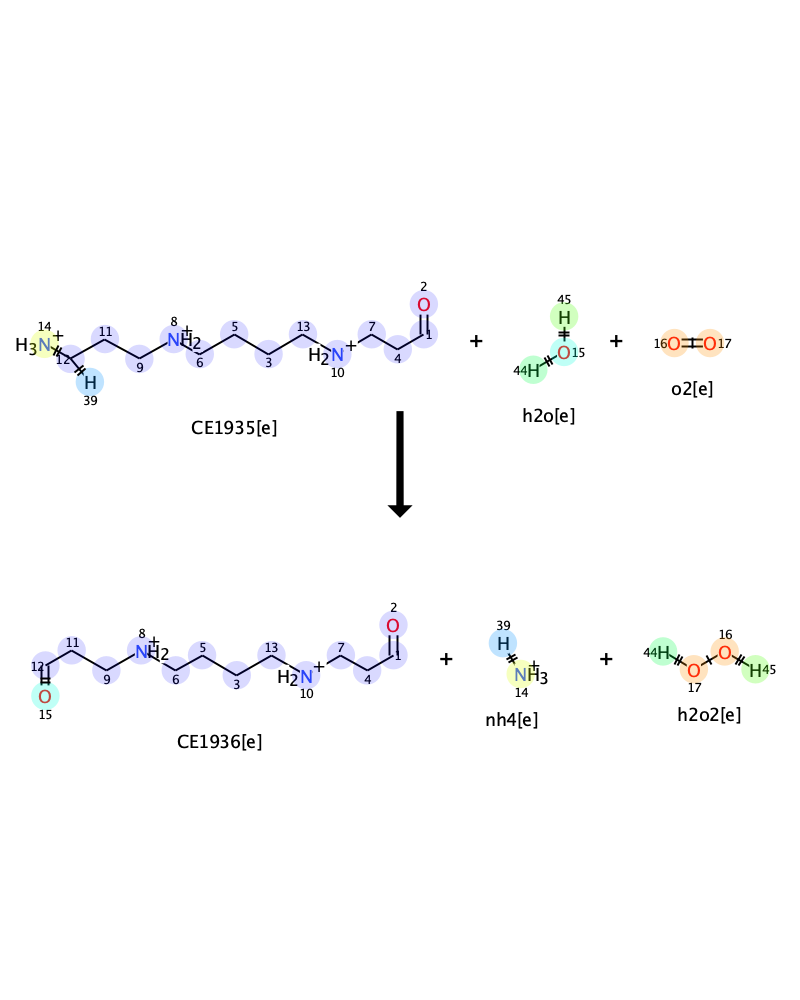 2
O
45
14 + 11 8 + 5 13 7 1
H
H3N 12 NH2 + 16O O17
9 6 3 H2N 4 + O15 +
H 10 44H
39
CE1935[e] h2o[e] o2[e]
2
O
39
H
11 8 + 5 13 7 1 16
12 NH2 + + 44H O
9 6 3 H2N 4 NH3 + O H45
O 10 14 17
15
CE1936[e] nh4[e] h2o2[e]